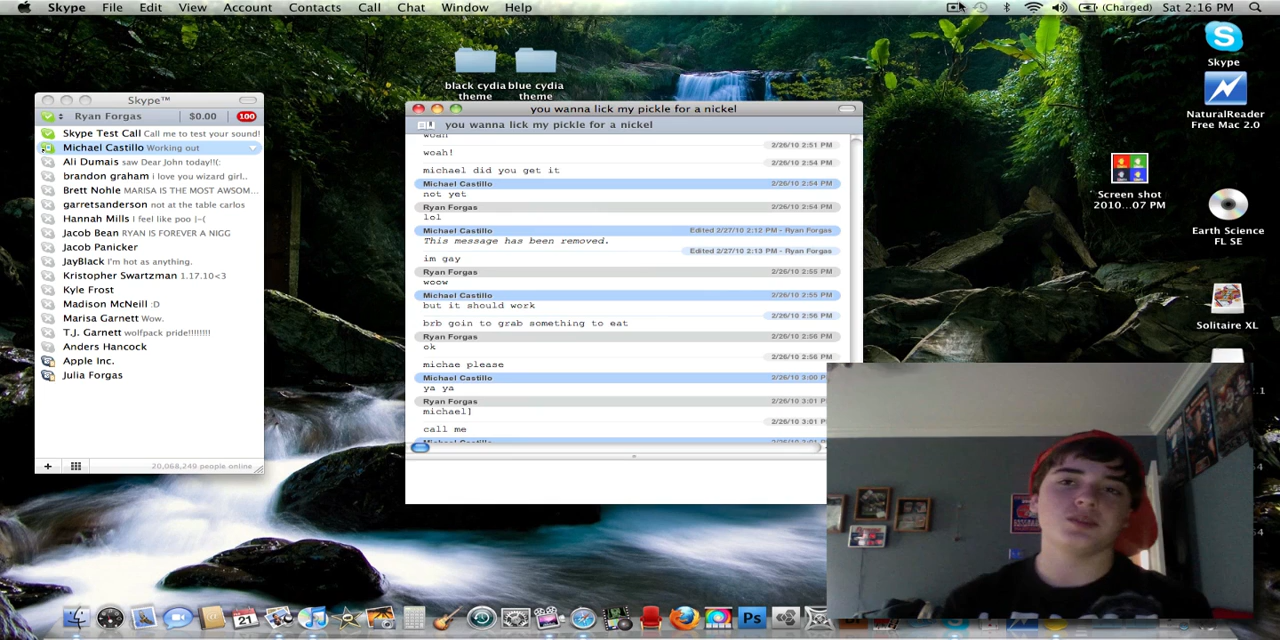 Skype File Edit View Account Contacts Call Chat Window Help (Charged) Sat 2:16 PM
black cydia theme
blue cydia theme
Skype
NaturalReader Free Mac 2.0
Screen shot 2010...07 PM
Earth Science FL SE
Solitaire XL
Skype™
Ryan Forgas $0.00 100
Skype Test Call Call me to test your sound!
Michael Castillo Working out
Ali Dumais saw Dear John today!!(:
brandon graham i love you wizard girl..
Brett Nohle MARISA IS THE MOST AWSOM...
garretsanderson not at the table carlos
Hannah Mills I feel like poo |-(
Jacob Bean RYAN IS FOREVER A NIGG
Jacob Panicker
JayBlack I'm hot as anything.
Kristopher Swartzman 1.17.10<3
Kyle Frost
Madison McNeill :D
Marisa Garnett Wow.
T.J. Garnett wolfpack pride!!!!!!!!
Anders Hancock
Apple Inc.
Julia Forgas
20,068,249 people online
you wanna lick my pickle for a nickel
you wanna lick my pickle for a nickel
woah
2/26/10 2:51 PM
woah!
2/26/10 2:54 PM
michael did you get it
Michael Castillo 2/26/10 2:54 PM
not yet
Ryan Forgas 2/26/10 2:54 PM
lol
Michael Castillo Edited 2/27/10 2:12 PM - Ryan Forgas
This message has been removed.
Edited 2/27/10 2:13 PM - Ryan Forgas
im gay
Ryan Forgas 2/26/10 2:55 PM
woow
Michael Castillo 2/26/10 2:55 PM
but it should work
2/26/10 2:56 PM
brb goin to grab something to eat
Ryan Forgas 2/26/10 2:56 PM
ok
2/26/10 2:56 PM
michae please
Michael Castillo 2/26/10 3:00 P
ya ya
Ryan Forgas 2/26/10 3:01 P
michael]
2/26/10 3:01 P
call me
Michael Castillo
21
Ps